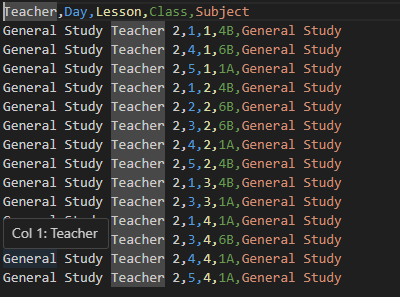 Teacher,Day,Lesson,Class,Subject
General Study Teacher 2,1,1,4B,General Study
General Study Teacher 2,4,1,6B,General Study
General Study Teacher 2,5,1,1A,General Study
General Study Teacher 2,1,2,4B,General Study
General Study Teacher 2,2,2,6B,General Study
General Study Teacher 2,3,2,6B,General Study
General Study Teacher 2,4,2,1A,General Study
General Study Teacher 2,5,2,4B,General Study
General Study Teacher 2,1,3,4B,General Study
General Study Teacher 2,3,3,1A,General Study
Teacher 2,1,4,1A,General Study
Col 1: Teacher
Teacher 2,3,4,6B,General Study
General Study Teacher 2,4,4,1A,General Study
General Study Teacher 2,5,4,1A,General Study